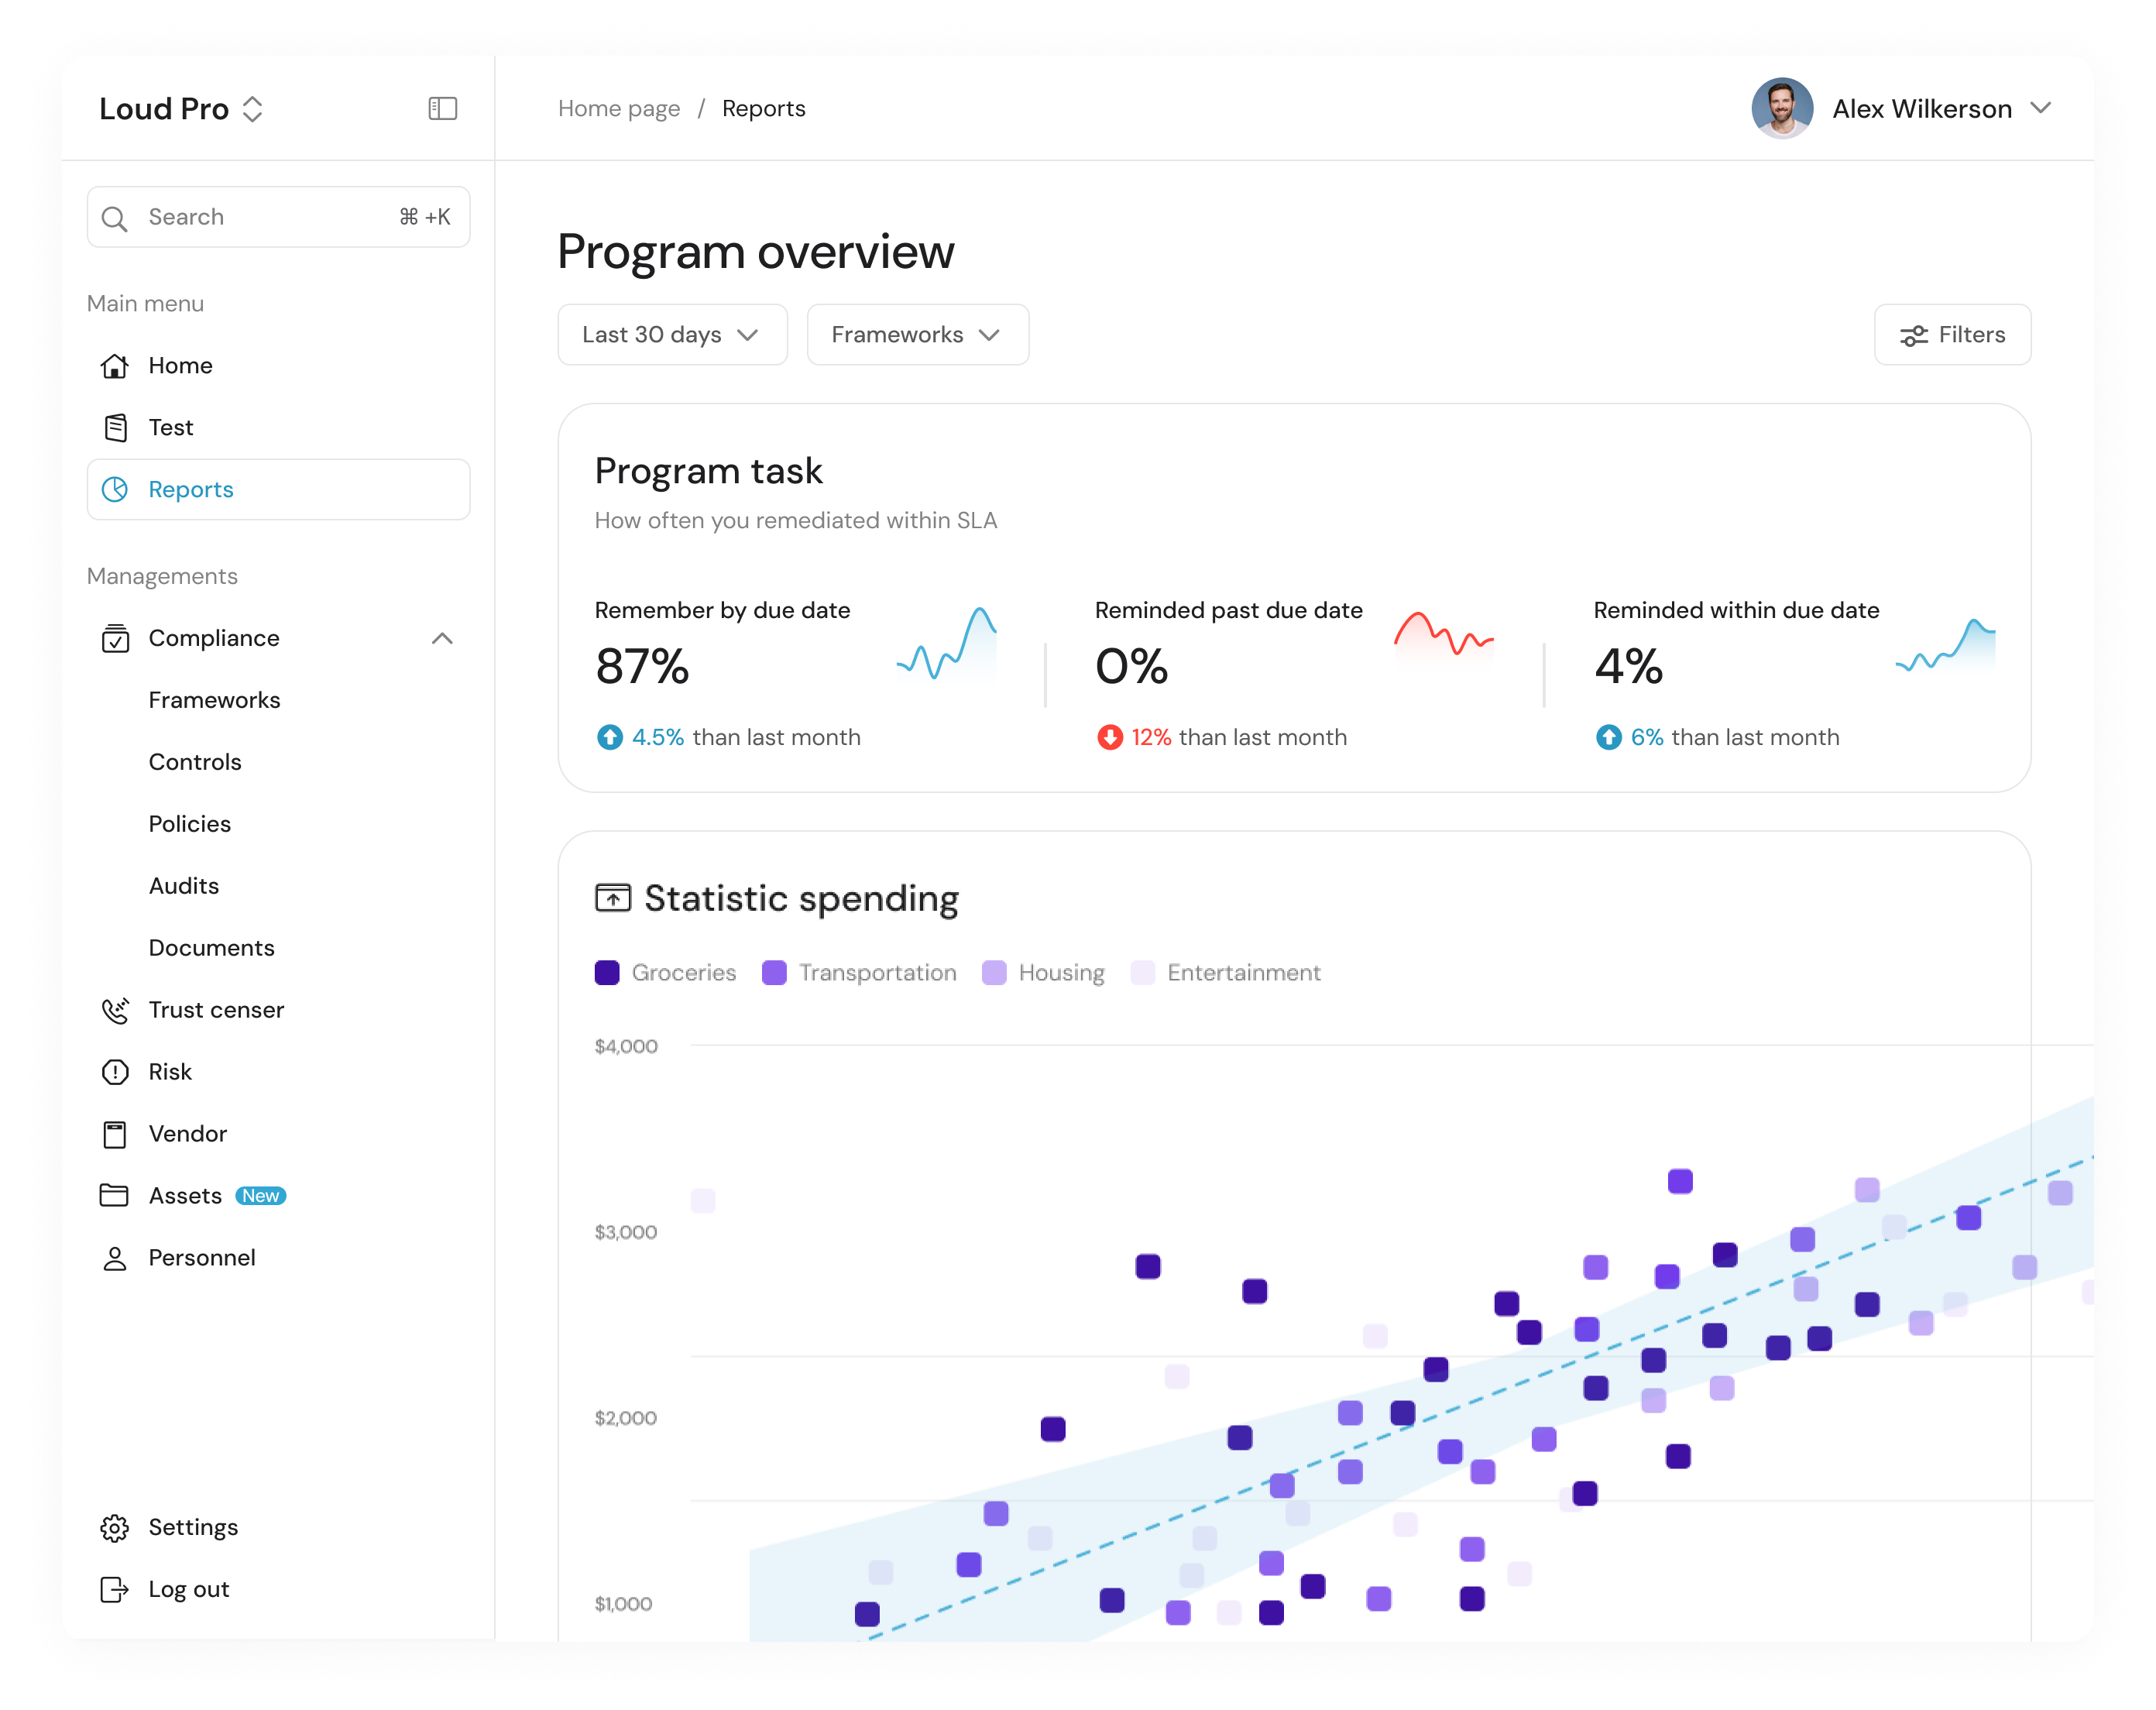 Loud Pro
Search ⌘ +K
Main menu
Home
Test
Reports
Managements
Compliance
Frameworks
Controls
Policies
Audits
Documents
Trust censer
Risk
Vendor
Assets New
Personnel
Settings
Log out
Home page / Reports
Alex Wilkerson
Program overview
Last 30 days
Frameworks
Filters
Program task
How often you remediated within SLA
Remember by due date
87%
4.5% than last month
Reminded past due date
0%
12% than last month
Reminded within due date
4%
6% than last month
Statistic spending
Groceries Transportation Housing Entertainment
$4,000
$3,000
$2,000
$1,000